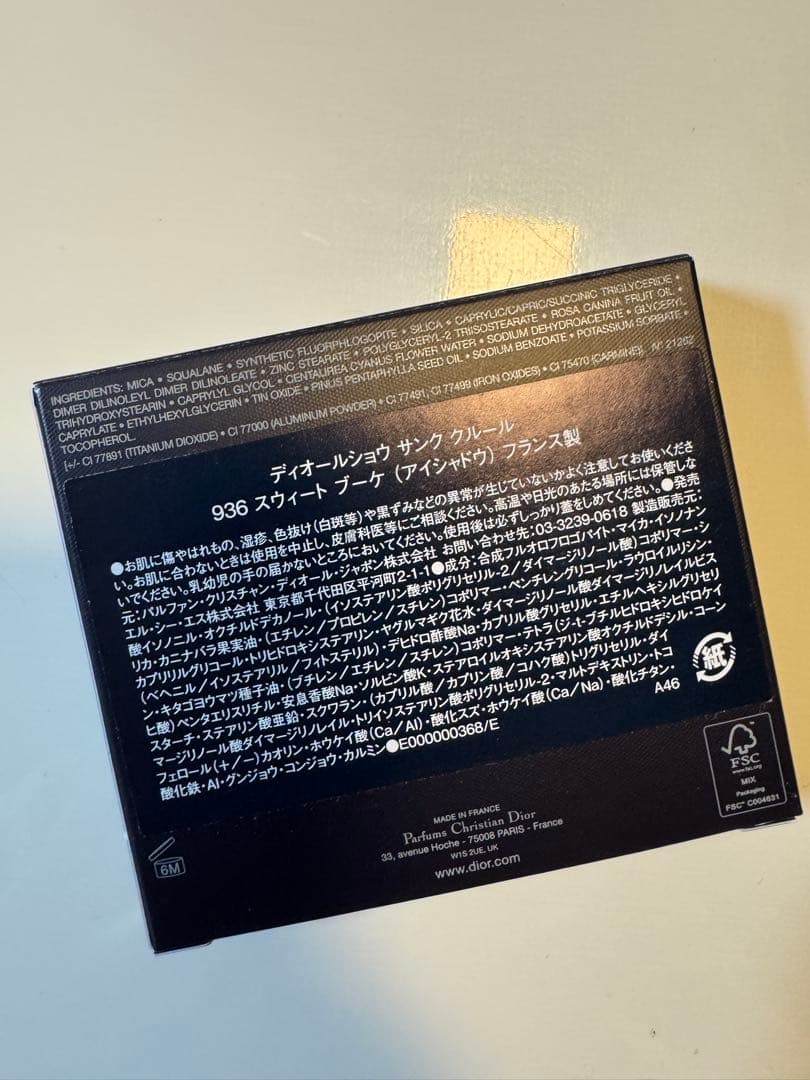 INGREDIENTS: MICA • SQUALANE • SYNTHETIC FLUORPHLOGOPITE • SILICA • CAPRYLIC/CAPRIC/SUCCINIC TRIGLYCERIDE •
DIMER DILINOLEYL DIMER DILINOLEATE • ZINC STEARATE • POLYGLYCERYL-2 TRIISOSTEARATE • ROSA CANINA FRUIT OIL •
TRIHYDROXYSTEARIN • CAPRYLYL GLYCOL • CENTAUREA CYANUS FLOWER WATER • SODIUM DEHYDROACETATE • GLYCERYL
CAPRYLATE • ETHYLHEXYLGLYCERIN • TIN OXIDE • PINUS PENTAPHYLLA SEED OIL • SODIUM BENZOATE • POTASSIUM SORBATE •
TOCOPHEROL.
[+/- CI 77891 (TITANIUM DIOXIDE) • CI 77000 (ALUMINUM POWDER) • CI 77491, CI 77499 (IRON OXIDES) • CI 75470 (CARMINE)]. N° 21262
ディオールショウ サンク クルール
936 スウィート ブーケ (アイシャドウ) フランス製
●お肌に傷やはれもの、湿疹、色抜け(白斑等)や黒ずみなどの異常が生じていないかよく注意してお使いくださ
い。お肌に合わないときは使用を中止し、皮膚科医等にご相談ください。高温や日光のあたる場所には保管しな
いでください。乳幼児の手の届かないところにおいてください。使用後は必ずしっかり蓋をしめてください。●発売
元:パルファン・クリスチャン・ディオール・ジャポン株式会社 お問い合わせ先:03-3239-0618 製造販売元:
エル・シー・エス株式会社 東京都千代田区平河町2-1-1●成分:合成フルオロフロゴパイト・マイカ・イソノナン
酸イソノニル・オクチルドデカノール・(イソステアリン酸ポリグリセリル-2/ダイマージリノール酸)コポリマー・シ
リカ・カニナバラ果実油・(エチレン/プロピレン/スチレン)コポリマー・ペンチレングリコール・ラウロイルリシン・
カプリリルグリコール・トリヒドロキシステアリン・ヤグルマギク花水・ダイマージリノール酸ダイマージリノレイルビス
(ベヘニル/イソステアリル/フィトステリル)・デヒドロ酢酸Na・カプリル酸グリセリル・エチルヘキシルグリセリ
ン・キタゴヨウマツ種子油・(ブチレン/エチレン/スチレン)コポリマー・テトラ(ジ-t-ブチルヒドロキシヒドロケイ
ヒ酸)ペンタエリスリチル・安息香酸Na・ソルビン酸K・ステアロイルオキシステアリン酸オクチルドデシル・コーン
スターチ・ステアリン酸亜鉛・スクワラン・(カプリル酸/カプリン酸/コハク酸)トリグリセリル・ダイ
マージリノール酸ダイマージリノレイル・トリイソステアリン酸ポリグリセリル-2・マルトデキストリン・トコ
フェロール(+/-)カオリン・ホウケイ酸(Ca/Al)・酸化スズ・ホウケイ酸(Ca/Na)・酸化チタン・
酸化鉄・Al・グンジョウ・コンジョウ・カルミン●E000000368/E
A46
紙
FSC
www.fsc.org
MIX
Packaging
FSC® C004631
6M
MADE IN FRANCE
Parfums Christian Dior
33, avenue Hoche - 75008 PARIS - France
W1S 2UE, UK
www.dior.com